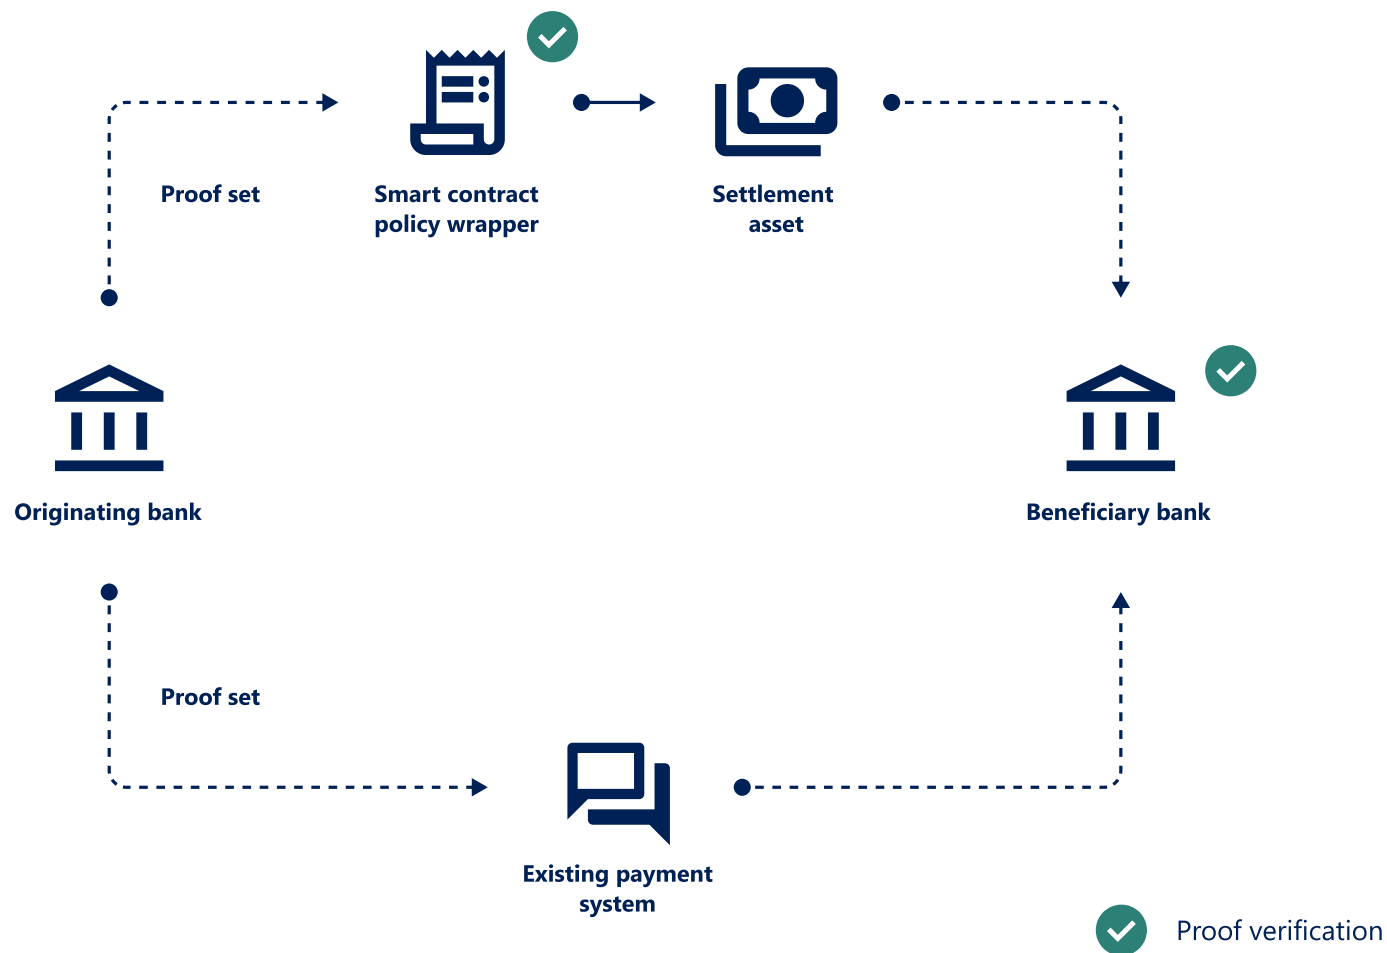 Proof set
Smart contract
policy wrapper
Settlement
asset
Originating bank
Beneficiary bank
Proof set
Existing payment
system
Proof verification